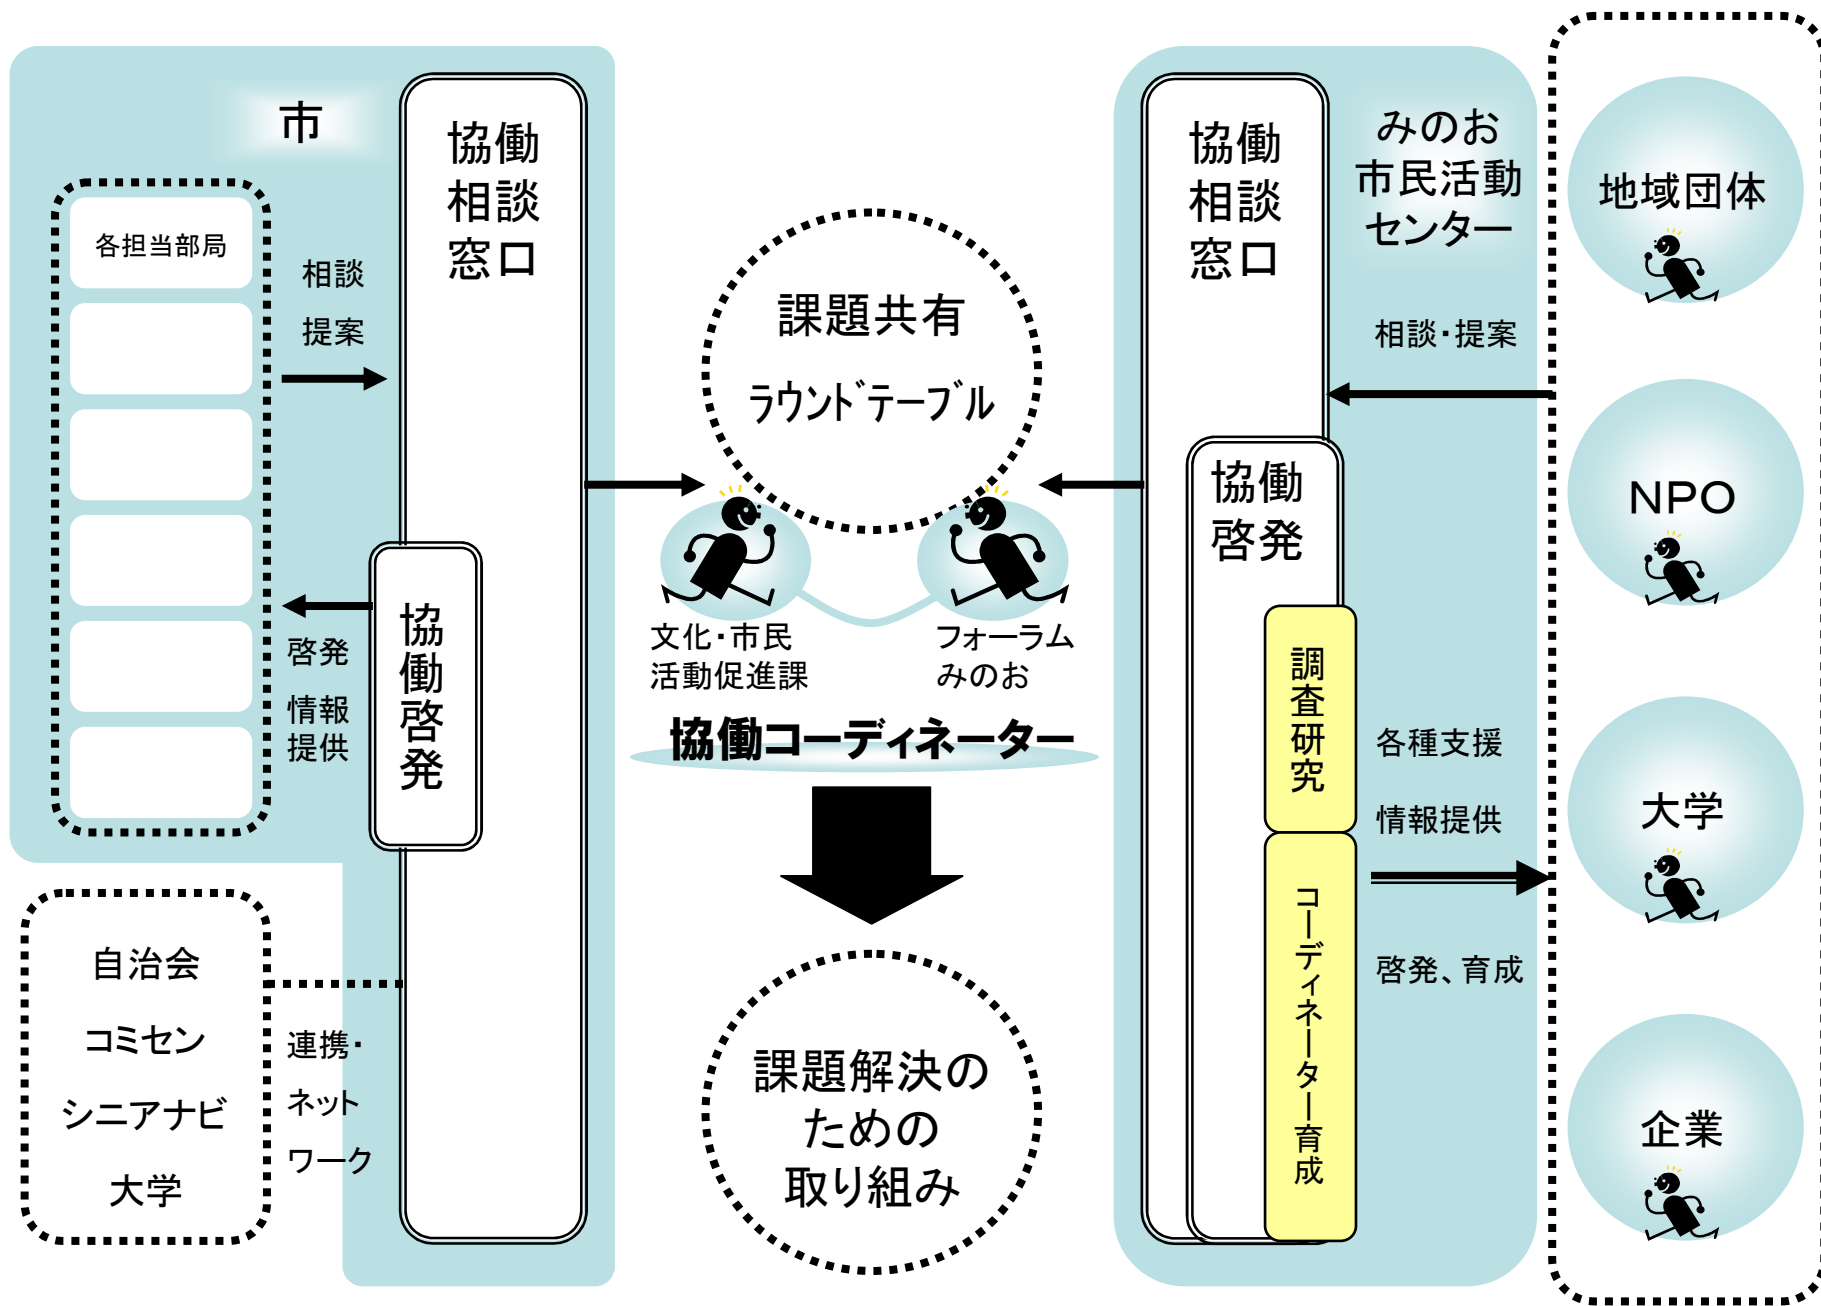 市
各担当部局
相談
提案
協働
相談
窓口
協働啓発
啓発
情報
提供
自治会
コミセン
シニアナビ
大学
連携・
ネット
ワーク
課題共有
ラウンドテーブル
文化・市民
活動促進課
フォーラム
みのお
協働コーディネーター
課題解決の
ための
取り組み
協働
相談
窓口
みのお
市民活動
センター
相談・提案
協働
啓発
調査研究
コーディネーター育成
各種支援
情報提供
啓発、育成
地域団体
NPO
大学
企業